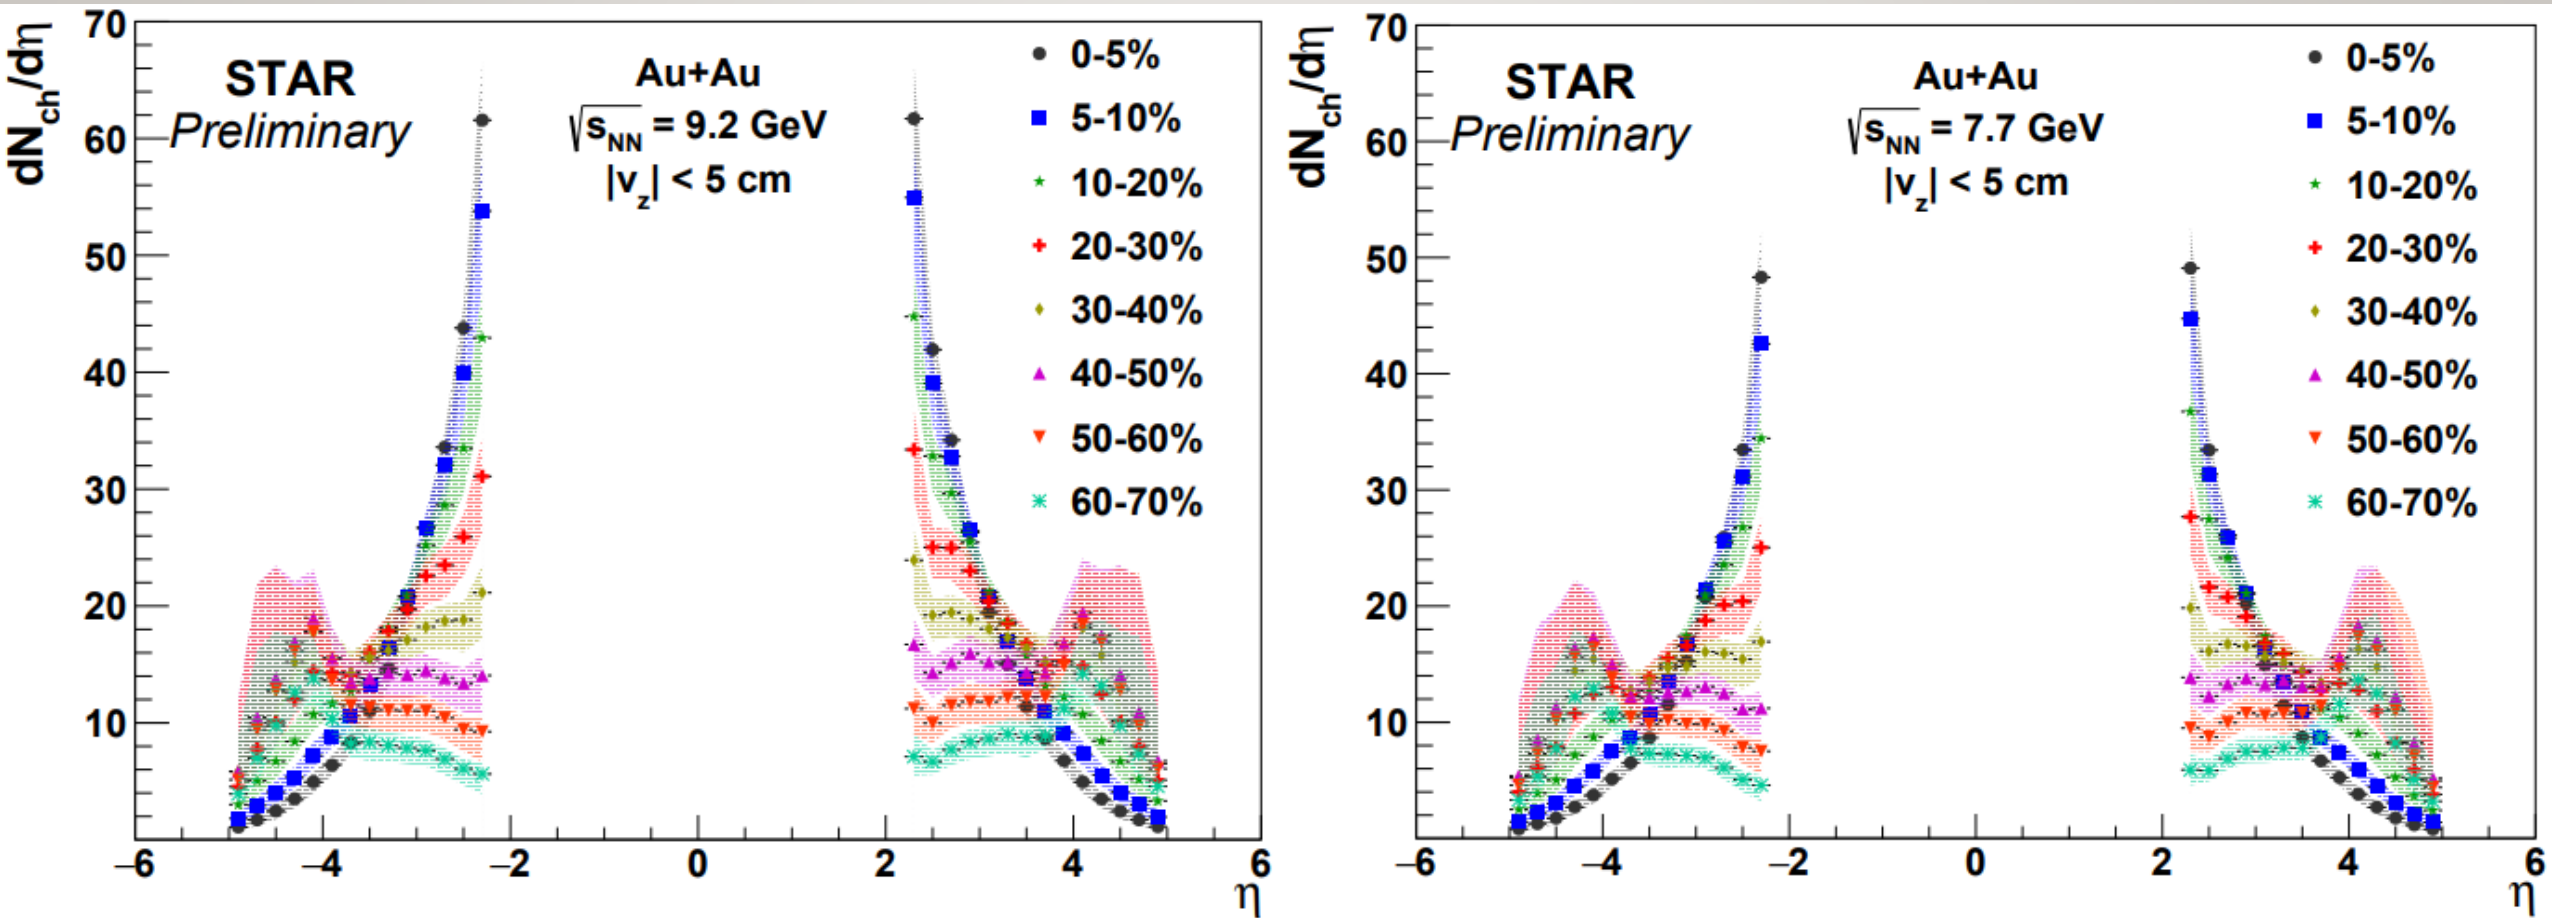 dN_ch/dη
70
60
50
40
30
20
10
STAR
Preliminary
Au+Au
√s_NN = 9.2 GeV
|v_z| < 5 cm
0-5%
5-10%
10-20%
20-30%
30-40%
40-50%
50-60%
60-70%
−6 −4 −2 0 2 4 6
η
dN_ch/dη
70
60
50
40
30
20
10
STAR
Preliminary
Au+Au
√s_NN = 7.7 GeV
|v_z| < 5 cm
0-5%
5-10%
10-20%
20-30%
30-40%
40-50%
50-60%
60-70%
−6 −4 −2 0 2 4 6
η